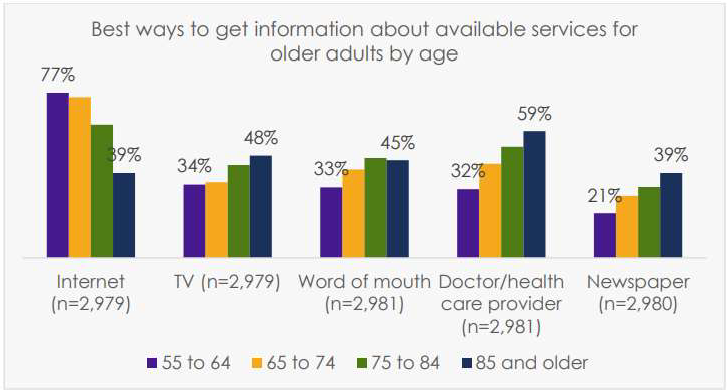 Best ways to get information about available services for
older adults by age
77%
39%
34%
48%
33%
45%
32%
59%
21%
39%
Internet
(n=2,979)
TV (n=2,979)
Word of mouth
(n=2,981)
Doctor/health
care provider
(n=2,981)
Newspaper
(n=2,980)
55 to 64
65 to 74
75 to 84
85 and older